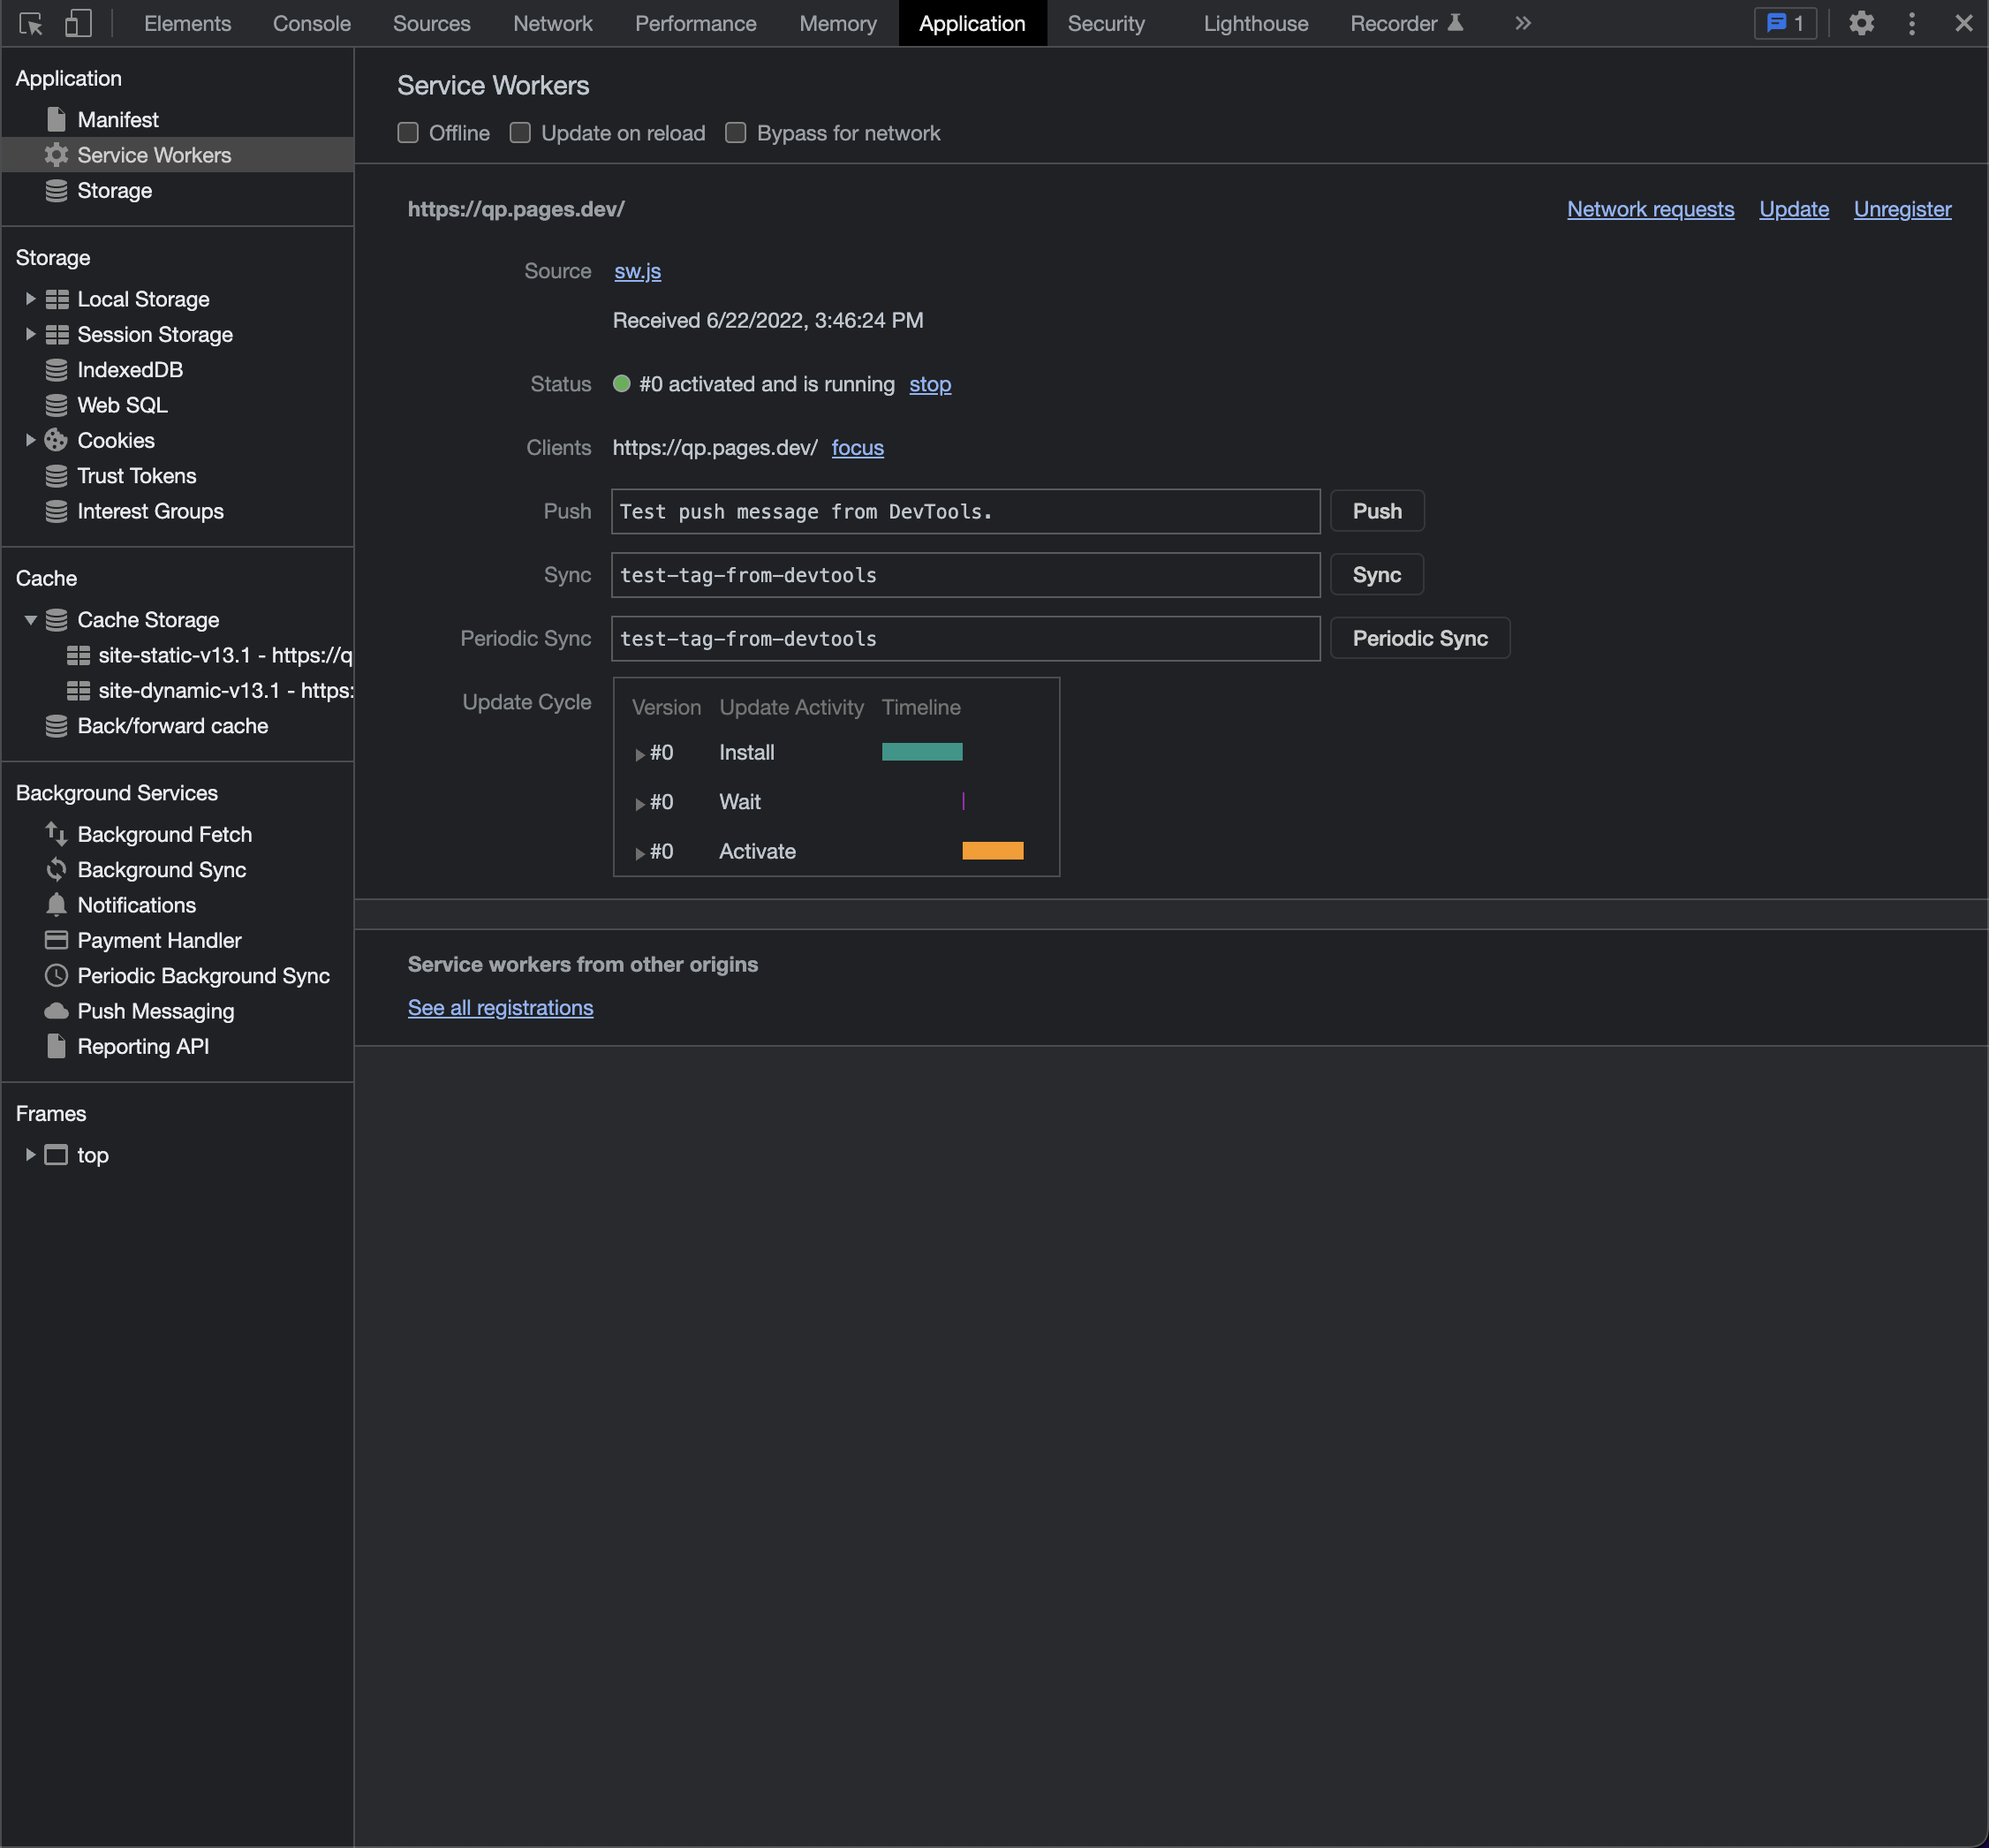 Elements Console Sources Network Performance Memory Application Security Lighthouse Recorder » 1
Application
Manifest
Service Workers
Storage
Storage
Local Storage
Session Storage
IndexedDB
Web SQL
Cookies
Trust Tokens
Interest Groups
Cache
Cache Storage
site-static-v13.1 - https://q
site-dynamic-v13.1 - https:
Back/forward cache
Background Services
Background Fetch
Background Sync
Notifications
Payment Handler
Periodic Background Sync
Push Messaging
Reporting API
Frames
top
Service Workers
Offline Update on reload Bypass for network
https://qp.pages.dev/ Network requests Update Unregister
Source sw.js
Received 6/22/2022, 3:46:24 PM
Status #0 activated and is running stop
Clients https://qp.pages.dev/ focus
Push Test push message from DevTools. Push
Sync test-tag-from-devtools Sync
Periodic Sync test-tag-from-devtools Periodic Sync
Update Cycle Version Update Activity Timeline
#0 Install
#0 Wait
#0 Activate
Service workers from other origins
See all registrations